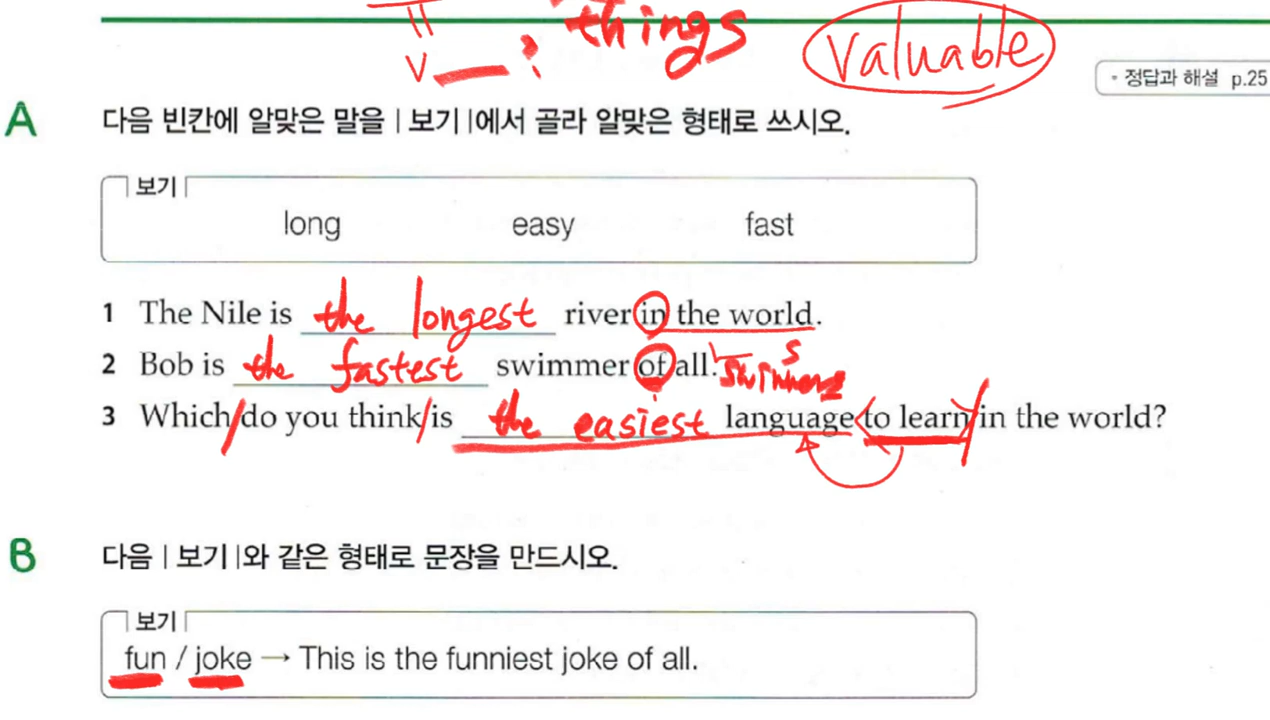 things valuable
• 정답과 해설 p.25
A 다음 빈칸에 알맞은 말을 | 보기 |에서 골라 알맞은 형태로 쓰시오.
보기
long easy fast
1 The Nile is the longest river in the world.
2 Bob is the fastest swimmer of all.
3 Which do you think is the easiest language to learn in the world?
B 다음 | 보기 |와 같은 형태로 문장을 만드시오.
보기
fun / joke → This is the funniest joke of all.